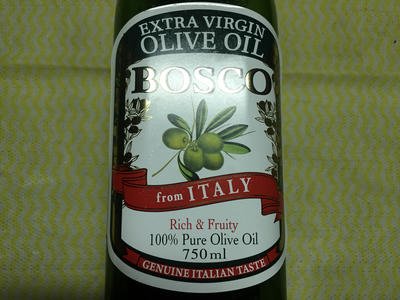 EXTRA VIRGIN
OLIVE OIL
BOSCO
from ITALY
Rich & Fruity
100% Pure Olive Oil
750ml
GENUINE ITALIAN TASTE